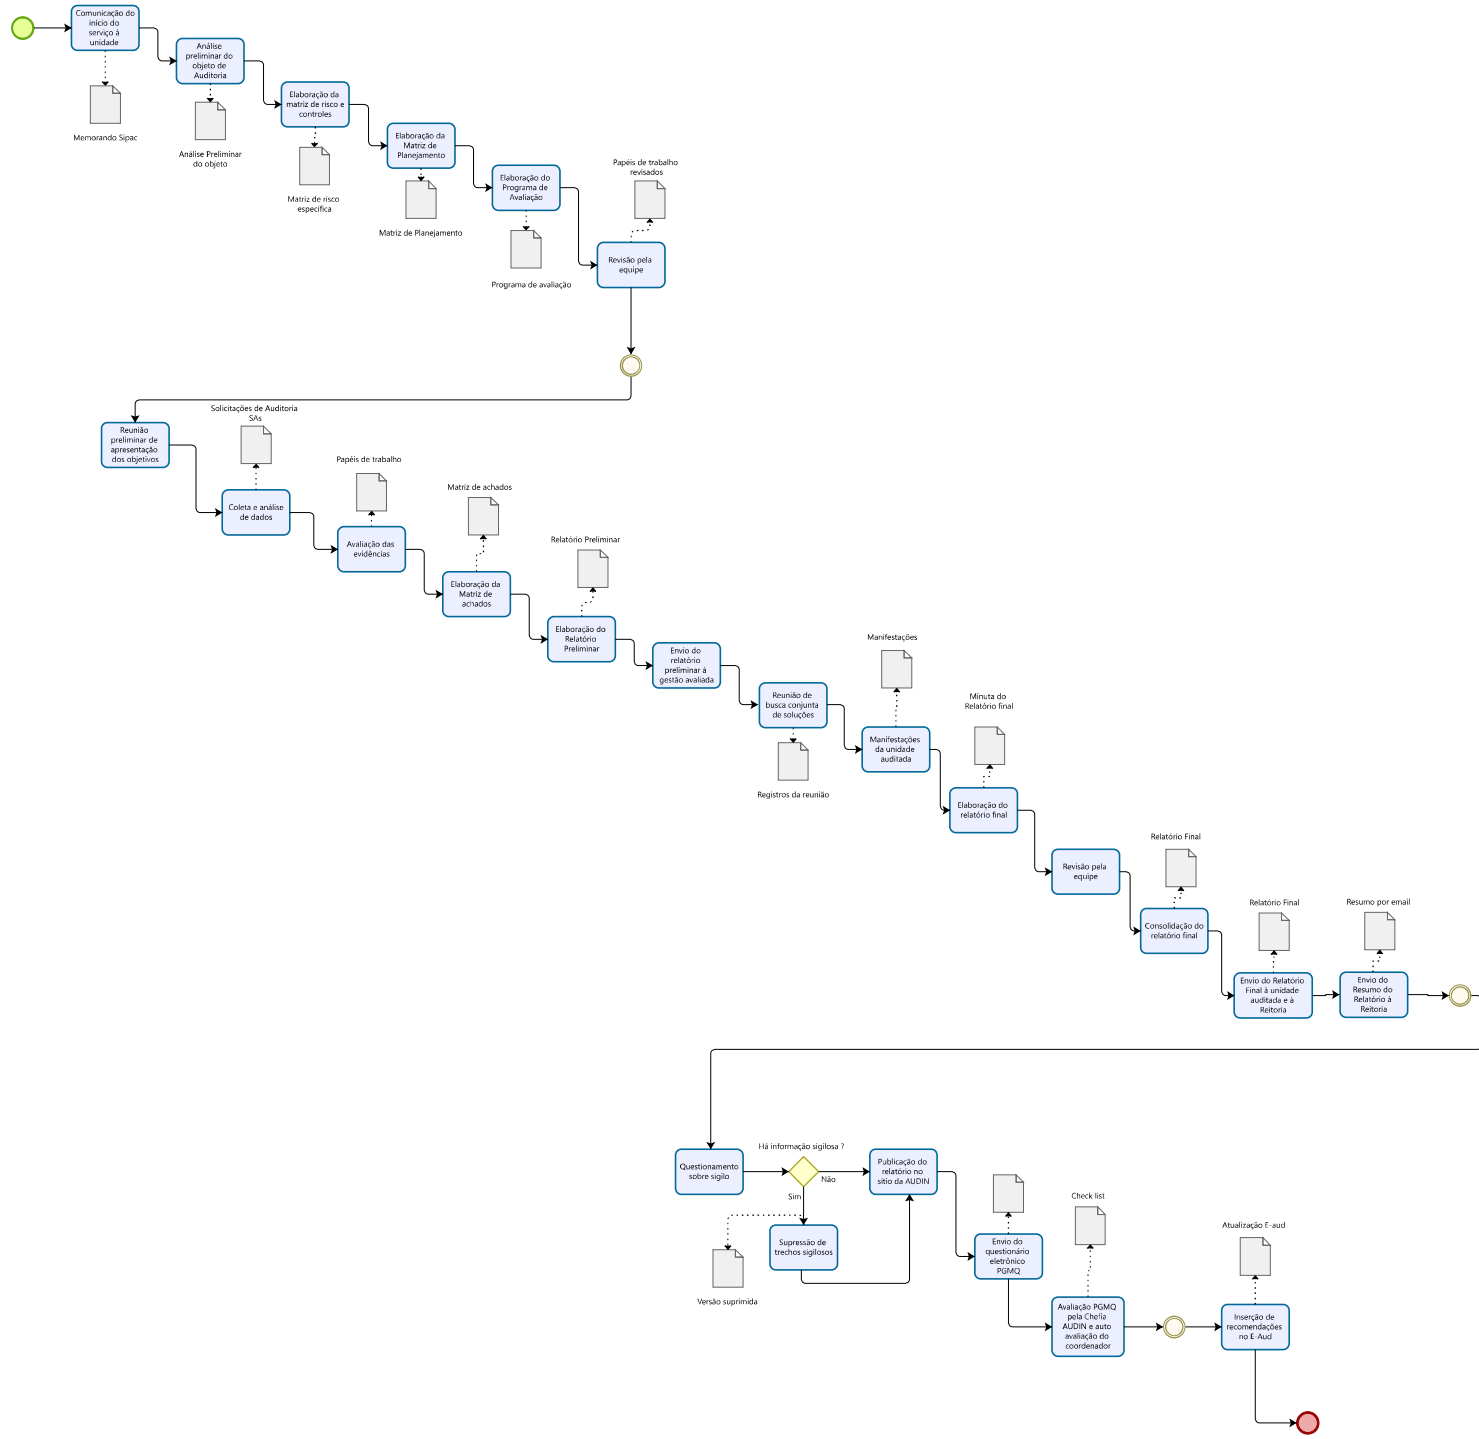 Comunicação do
início do
serviço à
unidade
Memorando Sipac
Análise
preliminar do
objeto de
Auditoria
Análise Preliminar
do objeto
Elaboração da
matriz de risco e
controles
Matriz de risco
específica
Elaboração da
Matriz de
Planejamento
Matriz de Planejamento
Elaboração do
Programa de
Avaliação
Programa de avaliação
Papéis de trabalho
revisados
Revisão pela
equipe
Reunião
preliminar de
apresentação
dos objetivos
Solicitações de Auditoria
SAs
Coleta e análise
de dados
Papéis de trabalho
Avaliação das
evidências
Matriz de achados
Elaboração da
Matriz de
achados
Relatório Preliminar
Elaboração do
Relatório
Preliminar
Envio do
relatório
preliminar à
gestão avaliada
Reunião de
busca conjunta
de soluções
Registros da reunião
Manifestações
Manifestações
da unidade
auditada
Minuta do
Relatório final
Elaboração do
relatório final
Revisão pela
equipe
Relatório Final
Consolidação do
relatório final
Relatório Final
Envio do Relatório
Final à unidade
auditada e à
Reitoria
Resumo por email
Envio do
Resumo do
Relatório à
Reitoria
Questionamento
sobre sigilo
Há informação sigilosa ?
Não
Sim
Supressão de
trechos sigilosos
Versão suprimida
Publicação do
relatório no
sítio da AUDIN
Envio do
questionário
eletrônico
PGMQ
Check list
Avaliação PGMQ
pela Chefia
AUDIN e auto
avaliação do
coordenador
Atualização E-aud
Inserção de
recomendações
no E-Aud